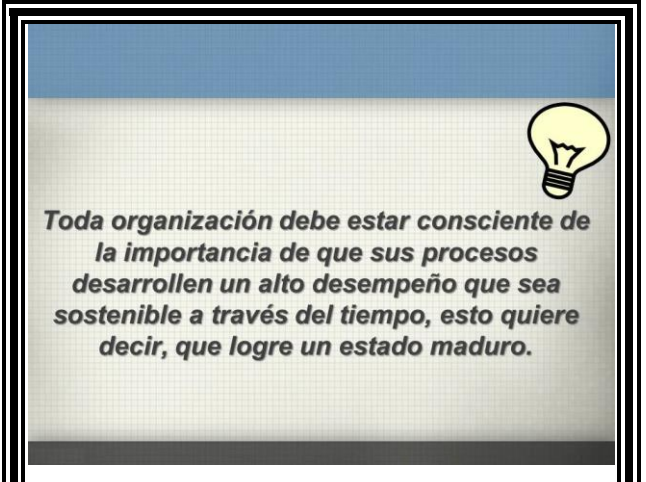 Toda organización debe estar consciente de
la importancia de que sus procesos
desarrollen un alto desempeño que sea
sostenible a través del tiempo, esto quiere
decir, que logre un estado maduro.